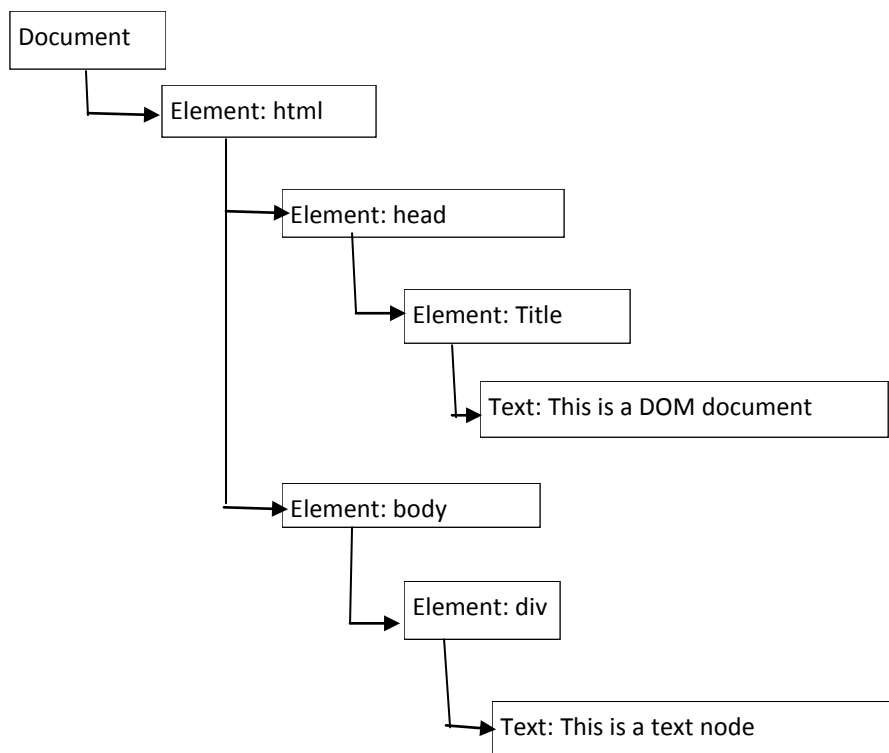 Document
Element: html
Element: head
Element: Title
Text: This is a DOM document
Element: body
Element: div
Text: This is a text node